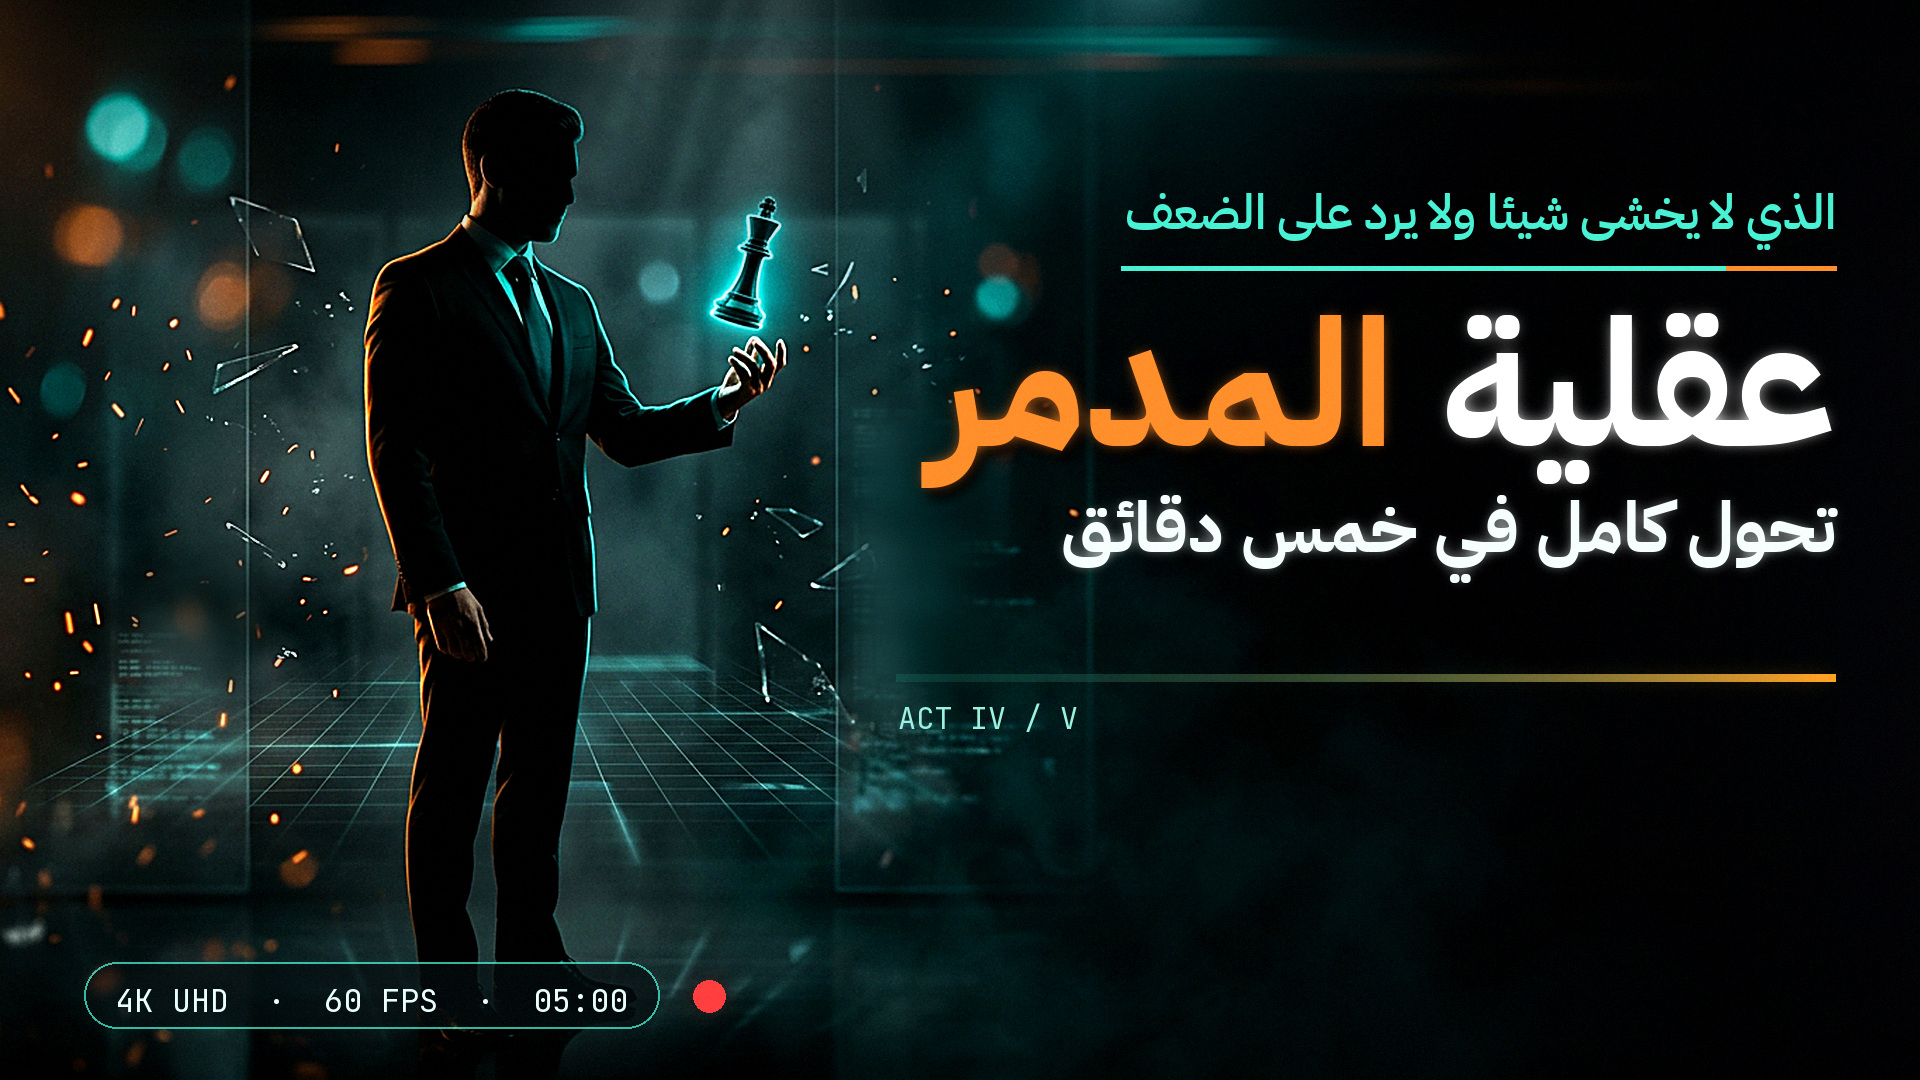 الذي لا يخشى شيئا ولا يرد على الضعف
عقلية المدمر
تحول كامل في خمس دقائق
ACT IV / V
4K UHD · 60 FPS · 05:00